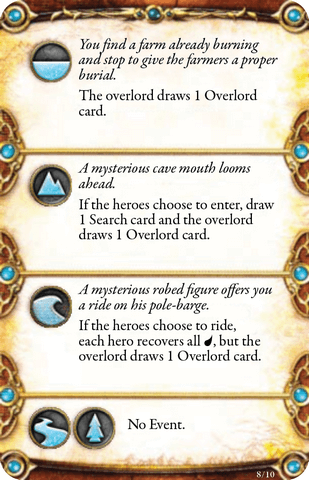 You find a farm already burning
and stop to give the farmers a proper
burial.
The overlord draws 1 Overlord
card.
A mysterious cave mouth looms
ahead.
If the heroes choose to enter, draw
1 Search card and the overlord
draws 1 Overlord card.
A mysterious robed figure offers you
a ride on his pole-barge.
If the heroes choose to ride,
each hero recovers all , but the
overlord draws 1 Overlord card.
No Event.
8/10